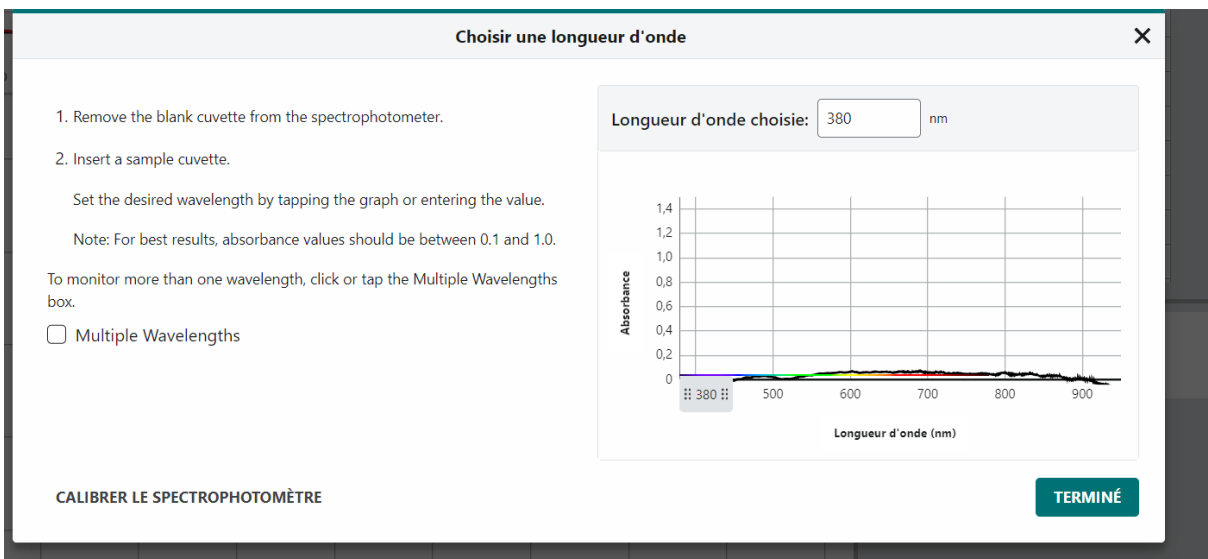 Choisir une longueur d'onde
1. Remove the blank cuvette from the spectrophotometer.
2. Insert a sample cuvette.
Set the desired wavelength by tapping the graph or entering the value.
Note: For best results, absorbance values should be between 0.1 and 1.0.
To monitor more than one wavelength, click or tap the Multiple Wavelengths
box.
Multiple Wavelengths
Longueur d'onde choisie: 380 nm
Absorbance
1,4
1,2
1,0
0,8
0,6
0,4
0,2
0
380 500 600 700 800 900
Longueur d'onde (nm)
CALIBRER LE SPECTROPHOTOMÈTRE
TERMINÉ